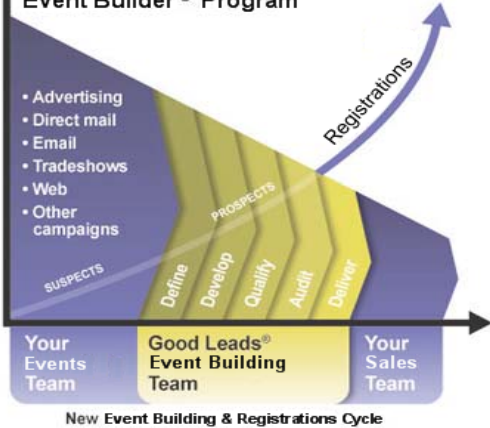 Event Builder - Program
• Advertising
• Direct mail
• Email
• Tradeshows
• Web
• Other
campaigns
Registrations
SUSPECTS
PROSPECTS
Define
Develop
Qualify
Audit
Deliver
Your
Events
Team
Good Leads®
Event Building
Team
Your
Sales
Team
New Event Building & Registrations Cycle